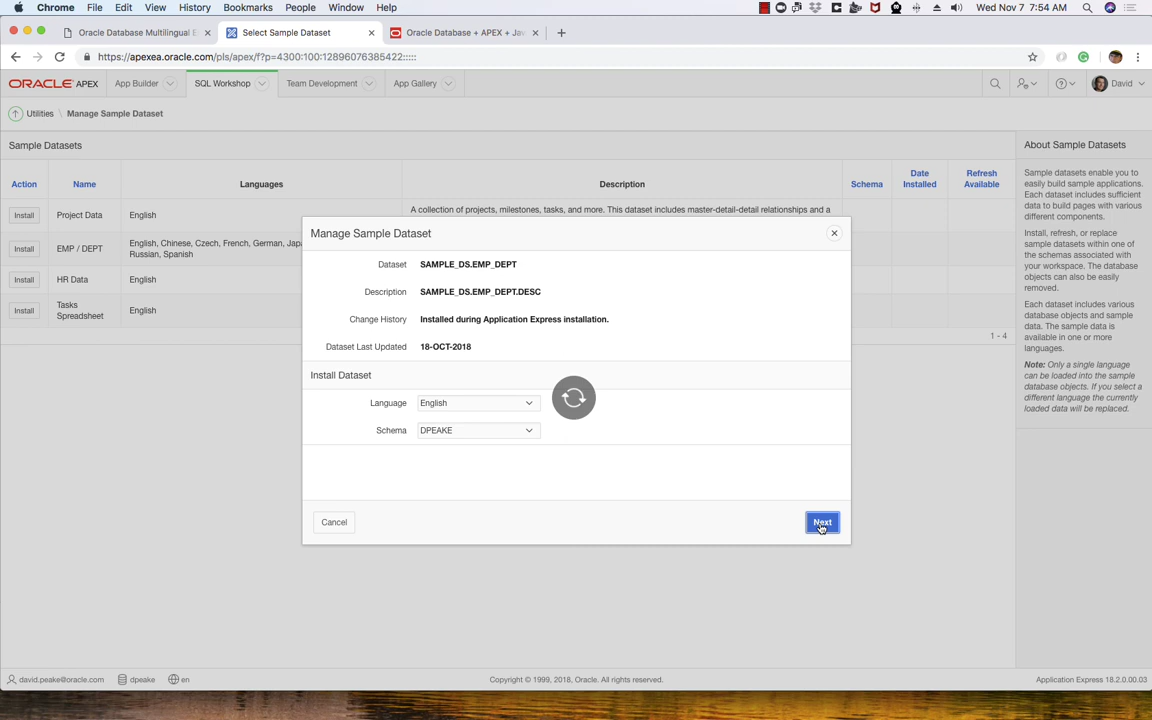 Chrome File Edit View History Bookmarks People Window Help Wed Nov 7 7:54 AM
Oracle Database Multilingual E Select Sample Dataset Oracle Database + APEX + Jav
https://apexea.oracle.com/pls/apex/f?p=4300:100:12896076385422:::::
ORACLE APEX App Builder SQL Workshop Team Development App Gallery David
Utilities \ Manage Sample Dataset
Sample Datasets
Action Name Languages Description Schema Date Installed Refresh Available
Install Project Data English A collection of projects, milestones, tasks, and more. This dataset includes master-detail-detail relationships and a
Install EMP / DEPT English, Chinese, Czech, French, German, Japa
Russian, Spanish
Install HR Data English
Install Tasks Spreadsheet English
1 - 4
Manage Sample Dataset
Dataset SAMPLE_DS.EMP_DEPT
Description SAMPLE_DS.EMP_DEPT.DESC
Change History Installed during Application Express installation.
Dataset Last Updated 18-OCT-2018
Install Dataset
Language English
Schema DPEAKE
Cancel Next
About Sample Datasets
Sample datasets enable you to
easily build sample applications.
Each dataset includes sufficient
data to build pages with various
different components.
Install, refresh, or replace
sample datasets within one of
the schemas associated with
your workspace. The database
objects can also be easily
removed.
Each dataset includes various
database objects and sample
data. The sample data is
available in one or more
languages.
Note: Only a single language
can be loaded into the sample
database objects. If you select a
different language the currently
loaded data will be replaced.
david.peake@oracle.com dpeake en Copyright © 1999, 2018, Oracle. All rights reserved. Application Express 18.2.0.00.03